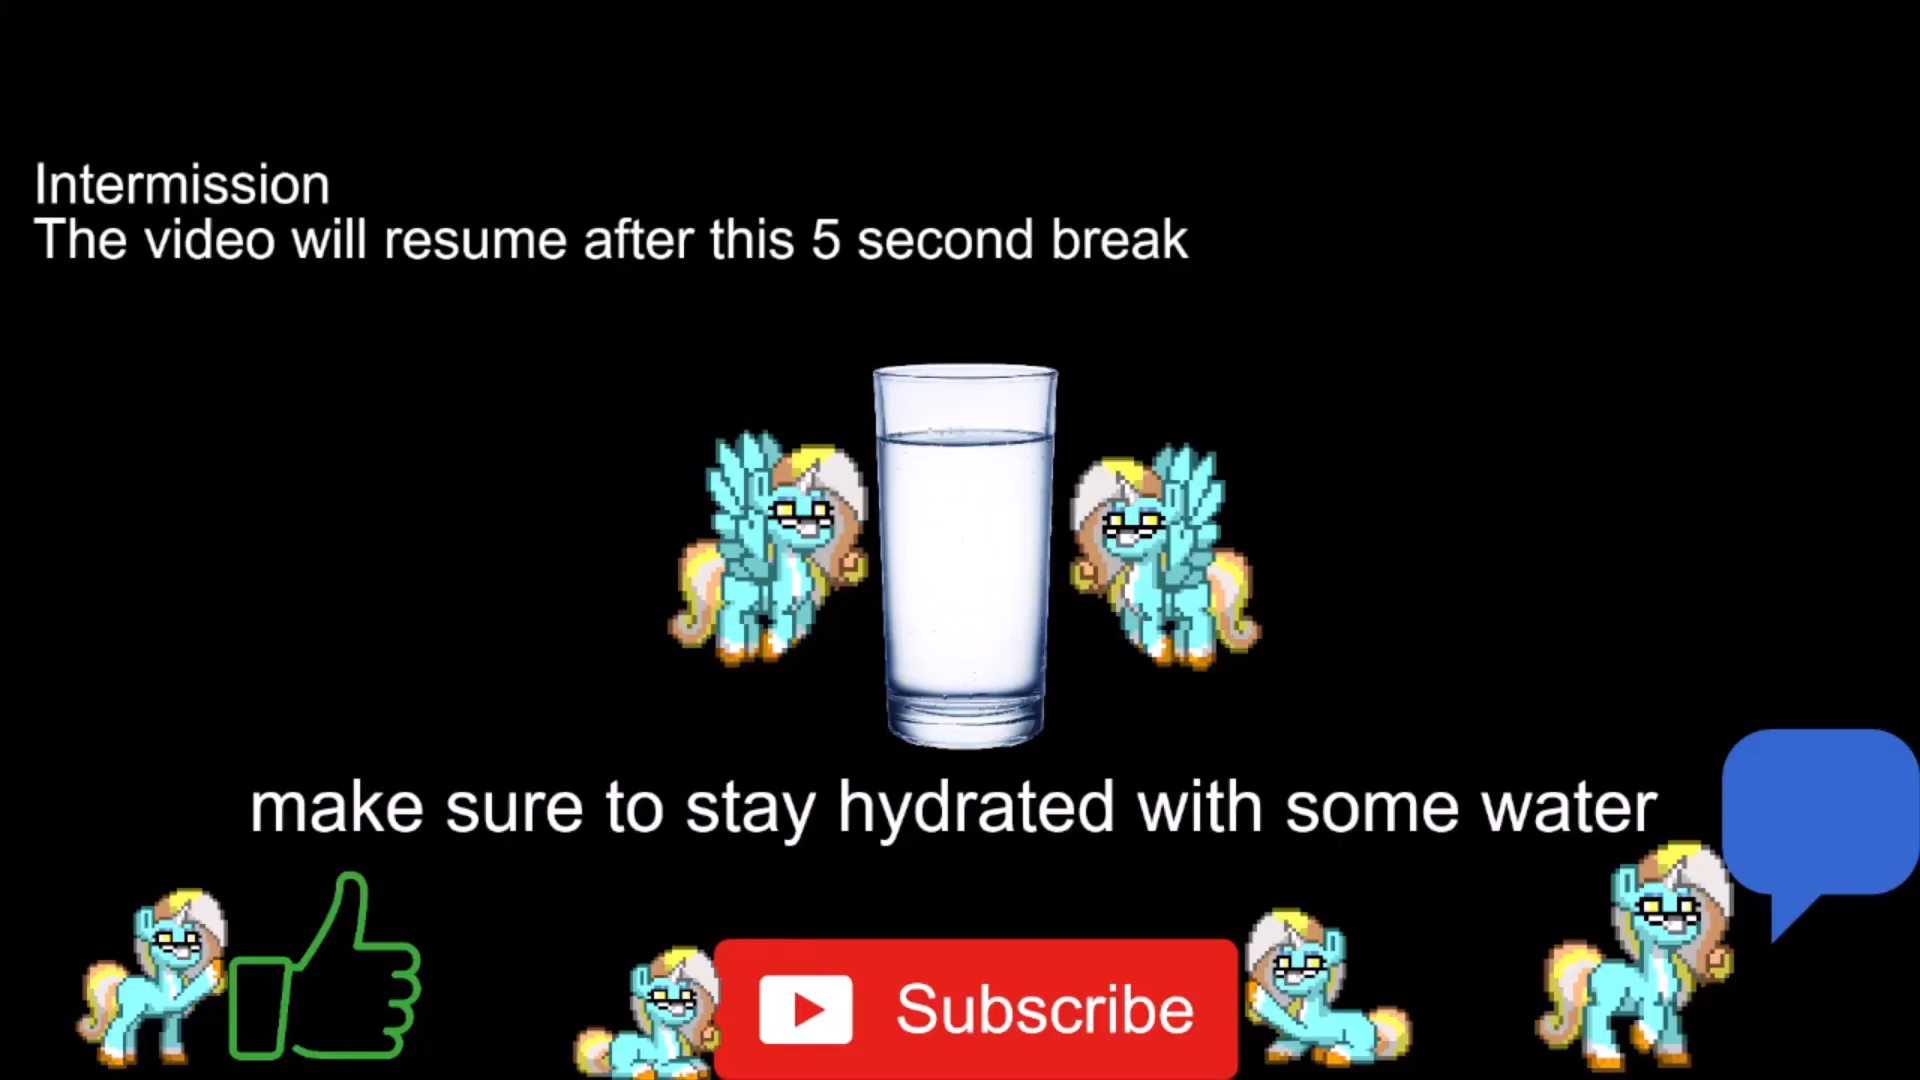 Intermission
The video will resume after this 5 second break
make sure to stay hydrated with some water
Subscribe